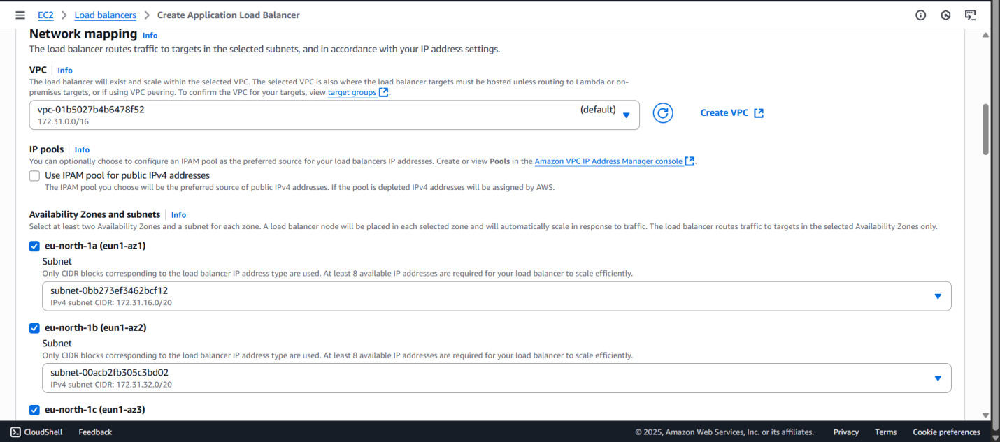 EC2 > Load balancers > Create Application Load Balancer
Network mapping Info
The load balancer routes traffic to targets in the selected subnets, and in accordance with your IP address settings.
VPC Info
The load balancer will exist and scale within the selected VPC. The selected VPC is also where the load balancer targets must be hosted unless routing to Lambda or on-
premises targets, or if using VPC peering. To confirm the VPC for your targets, view target groups.
vpc-01b5027b4b6478f52 (default)
172.31.0.0/16
Create VPC
IP pools Info
You can optionally choose to configure an IPAM pool as the preferred source for your load balancers IP addresses. Create or view Pools in the Amazon VPC IP Address Manager console.
Use IPAM pool for public IPv4 addresses
The IPAM pool you choose will be the preferred source of public IPv4 addresses. If the pool is depleted IPv4 addresses will be assigned by AWS.
Availability Zones and subnets Info
Select at least two Availability Zones and a subnet for each zone. A load balancer node will be placed in each selected zone and will automatically scale in response to traffic. The load balancer routes traffic to targets in the selected Availability Zones only.
eu-north-1a (eun1-az1)
Subnet
Only CIDR blocks corresponding to the load balancer IP address type are used. At least 8 available IP addresses are required for your load balancer to scale efficiently.
subnet-0bb273ef3462bcf12
IPv4 subnet CIDR: 172.31.16.0/20
eu-north-1b (eun1-az2)
Subnet
Only CIDR blocks corresponding to the load balancer IP address type are used. At least 8 available IP addresses are required for your load balancer to scale efficiently.
subnet-00acb2fb305c3bd02
IPv4 subnet CIDR: 172.31.32.0/20
eu-north-1c (eun1-az3)
CloudShell Feedback © 2025, Amazon Web Services, Inc. or its affiliates. Privacy Terms Cookie preferences